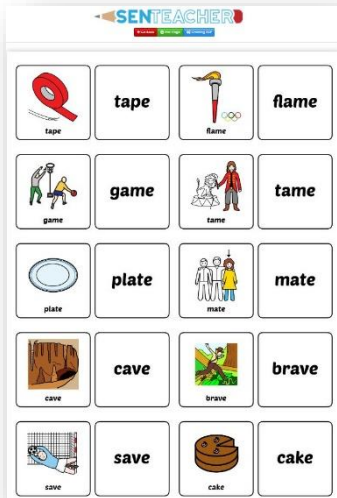 SENTEACHER
tape tape flame flame
game game tame tame
plate plate mate mate
cave cave brave brave
save save cake cake